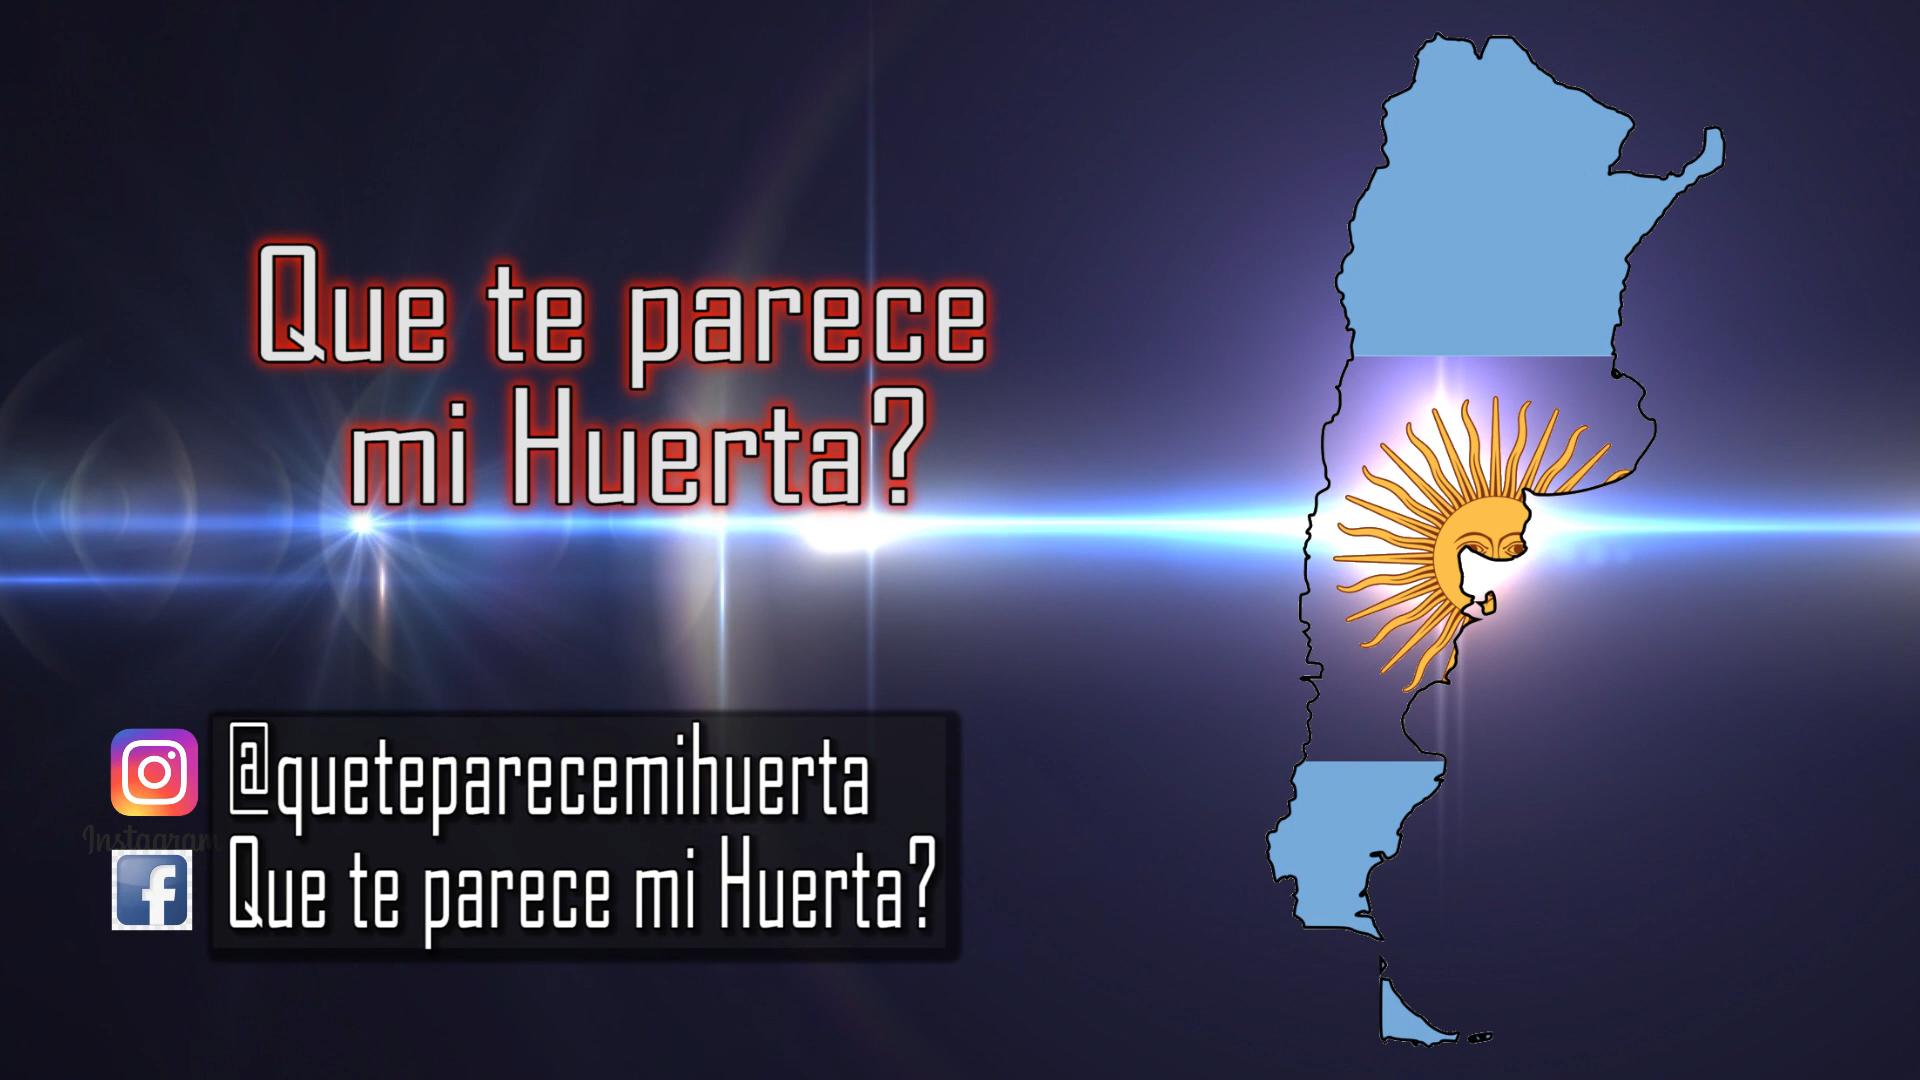 Que te parece
mi Huerta?
@queteparecemihuerta
Instagram
Que te parece mi Huerta?